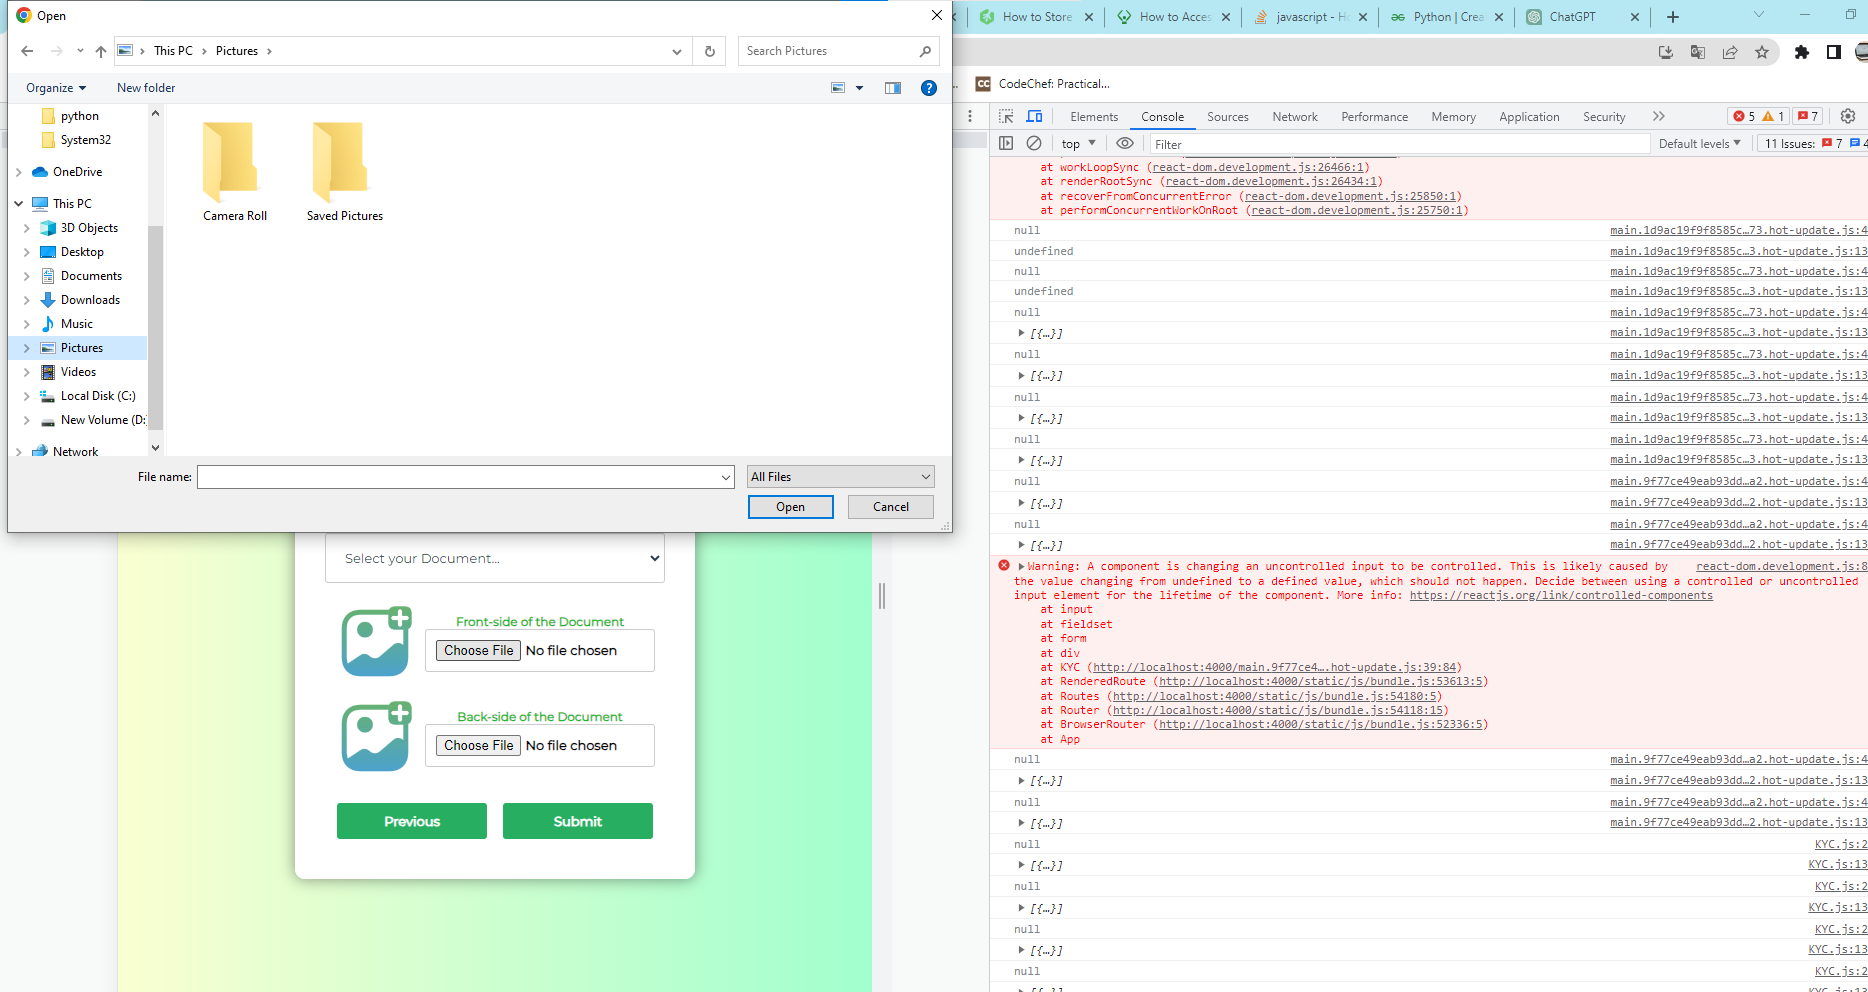 Open
This PC
Pictures
Search Pictures
Organize
New folder
python
System32
OneDrive
This PC
3D Objects
Desktop
Documents
Downloads
Music
Pictures
Videos
Local Disk (C:)
New Volume (D:
Network
Camera Roll
Saved Pictures
File name:
All Files
Open
Cancel
Select your Document...
Front-side of the Document
Choose File No file chosen
Back-side of the Document
Choose File No file chosen
Previous
Submit
How to Store
How to Acces
javascript - H
Python | Crea
ChatGPT
CC CodeChef: Practical...
Elements Console Sources Network Performance Memory Application Security
5 1 7
top
Filter
Default levels
11 Issues: 7 4
at workLoopSync (react-dom.development.js:26466:1)
at renderRootSync (react-dom.development.js:26434:1)
at recoverFromConcurrentError (react-dom.development.js:25850:1)
at performConcurrentWorkOnRoot (react-dom.development.js:25750:1)
null main.1d9ac19f9f8585c…73.hot-update.js:4
undefined main.1d9ac19f9f8585c…3.hot-update.js:13
null main.1d9ac19f9f8585c…73.hot-update.js:4
undefined main.1d9ac19f9f8585c…3.hot-update.js:13
null main.1d9ac19f9f8585c…73.hot-update.js:4
[{…}] main.1d9ac19f9f8585c…3.hot-update.js:13
null main.1d9ac19f9f8585c…73.hot-update.js:4
[{…}] main.1d9ac19f9f8585c…3.hot-update.js:13
null main.1d9ac19f9f8585c…73.hot-update.js:4
[{…}] main.1d9ac19f9f8585c…3.hot-update.js:13
null main.1d9ac19f9f8585c…73.hot-update.js:4
[{…}] main.1d9ac19f9f8585c…3.hot-update.js:13
null main.9f77ce49eab93dd…a2.hot-update.js:4
[{…}] main.9f77ce49eab93dd…2.hot-update.js:13
null main.9f77ce49eab93dd…a2.hot-update.js:4
[{…}] main.9f77ce49eab93dd…2.hot-update.js:13
Warning: A component is changing an uncontrolled input to be controlled. This is likely caused by react-dom.development.js:8
the value changing from undefined to a defined value, which should not happen. Decide between using a controlled or uncontrolled
input element for the lifetime of the component. More info: https://reactjs.org/link/controlled-components
at input
at fieldset
at form
at div
at KYC (http://localhost:4000/main.9f77ce4….hot-update.js:39:84)
at RenderedRoute (http://localhost:4000/static/js/bundle.js:53613:5)
at Routes (http://localhost:4000/static/js/bundle.js:54180:5)
at Router (http://localhost:4000/static/js/bundle.js:54118:15)
at BrowserRouter (http://localhost:4000/static/js/bundle.js:52336:5)
at App
null main.9f77ce49eab93dd…a2.hot-update.js:4
[{…}] main.9f77ce49eab93dd…2.hot-update.js:13
null main.9f77ce49eab93dd…a2.hot-update.js:4
[{…}] main.9f77ce49eab93dd…2.hot-update.js:13
null KYC.js:2
[{…}] KYC.js:13
null KYC.js:2
[{…}] KYC.js:13
null KYC.js:2
[{…}] KYC.js:13
null KYC.js:2